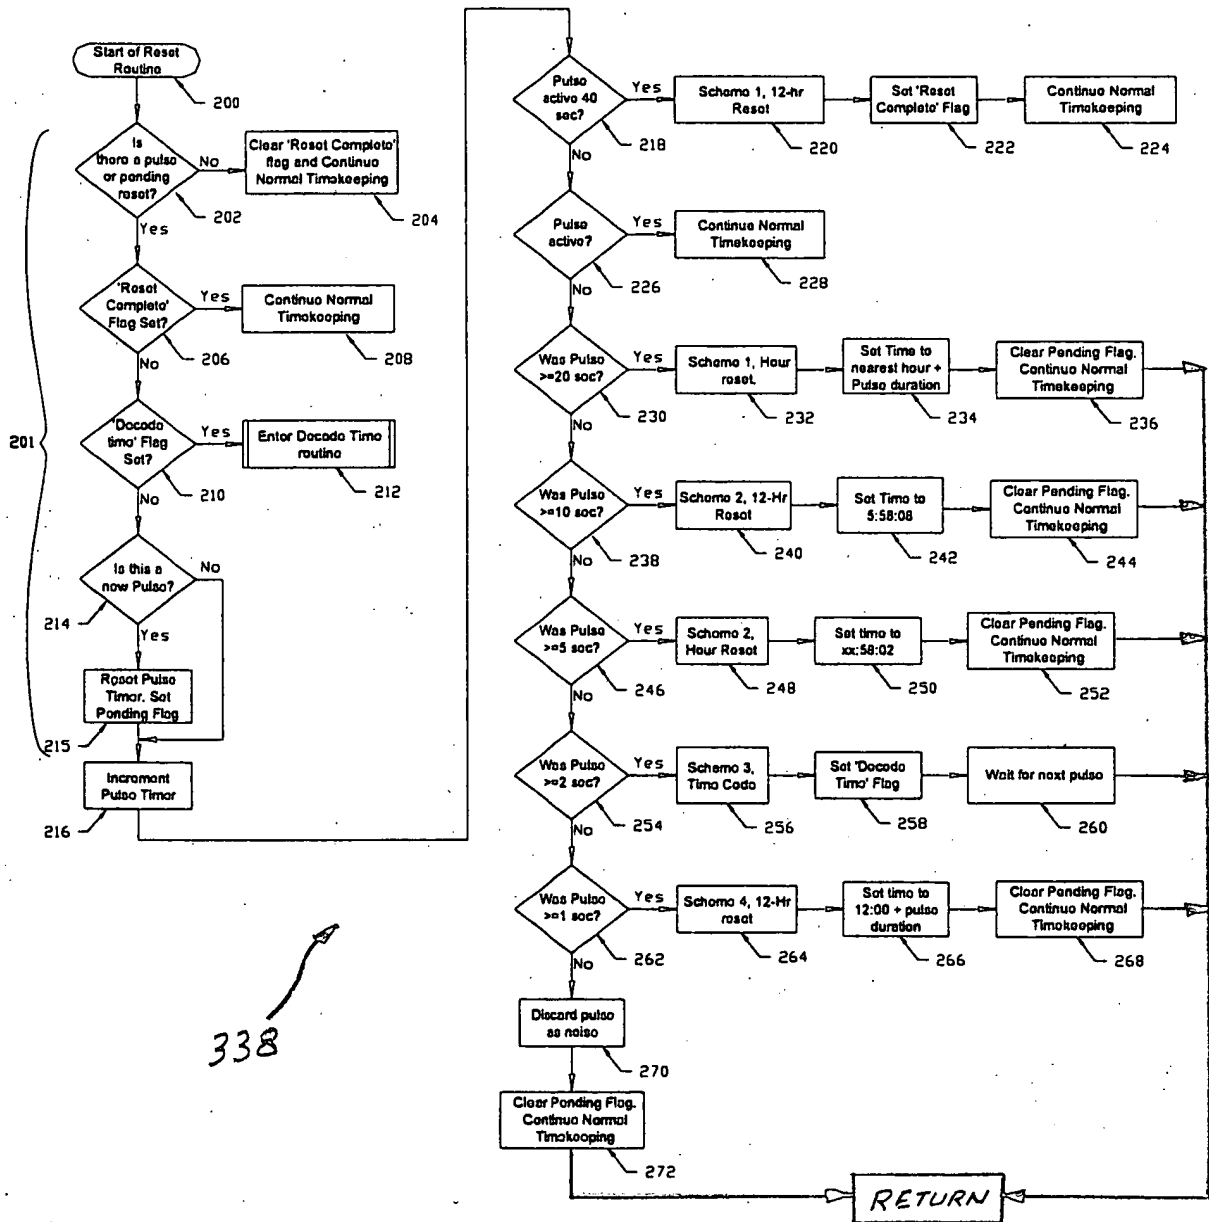 Start of Reset
Routine
200
Is
there a pulse
or pending
reset?
No
Clear 'Reset Complete'
flag and Continue
Normal Timekeeping
202
204
Yes
'Reset
Complete'
Flag Set?
Yes
Continue Normal
Timekeeping
206
208
No
201
'Decode
time' Flag
Set?
Yes
Enter Decode Time
routine
210
212
No
Is this a
new Pulse?
No
214
Yes
Reset Pulse
Timer. Set
Pending Flag
215
Increment
Pulse Timer
216
338
Pulse
active 40
sec?
Yes
Scheme 1, 12-hr
Reset
Set 'Reset
Complete' Flag
Continue Normal
Timekeeping
218
220
222
224
No
Pulse
active?
Yes
Continue Normal
Timekeeping
226
228
No
Was Pulse
>=20 sec?
Yes
Scheme 1, Hour
reset.
Set Time to
nearest hour +
Pulse duration
Clear Pending Flag.
Continue Normal
Timekeeping
230
232
234
236
No
Was Pulse
>=10 sec?
Yes
Scheme 2, 12-Hr
Reset
Set Time to
5:58:08
Clear Pending Flag.
Continue Normal
Timekeeping
238
240
242
244
No
Was Pulse
>=5 sec?
Yes
Scheme 2,
Hour Reset
Set time to
xx:58:02
Clear Pending Flag.
Continue Normal
Timekeeping
246
248
250
252
No
Was Pulse
>=2 sec?
Yes
Scheme 3,
Time Code
Set 'Decode
Time' Flag
Wait for next pulse
254
256
258
260
No
Was Pulse
>=1 sec?
Yes
Scheme 4, 12-Hr
reset
Set time to
12:00 + pulse
duration
Clear Pending Flag.
Continue Normal
Timekeeping
262
264
266
268
No
Discard pulse
as noise
270
Clear Pending Flag.
Continue Normal
Timekeeping
272
RETURN